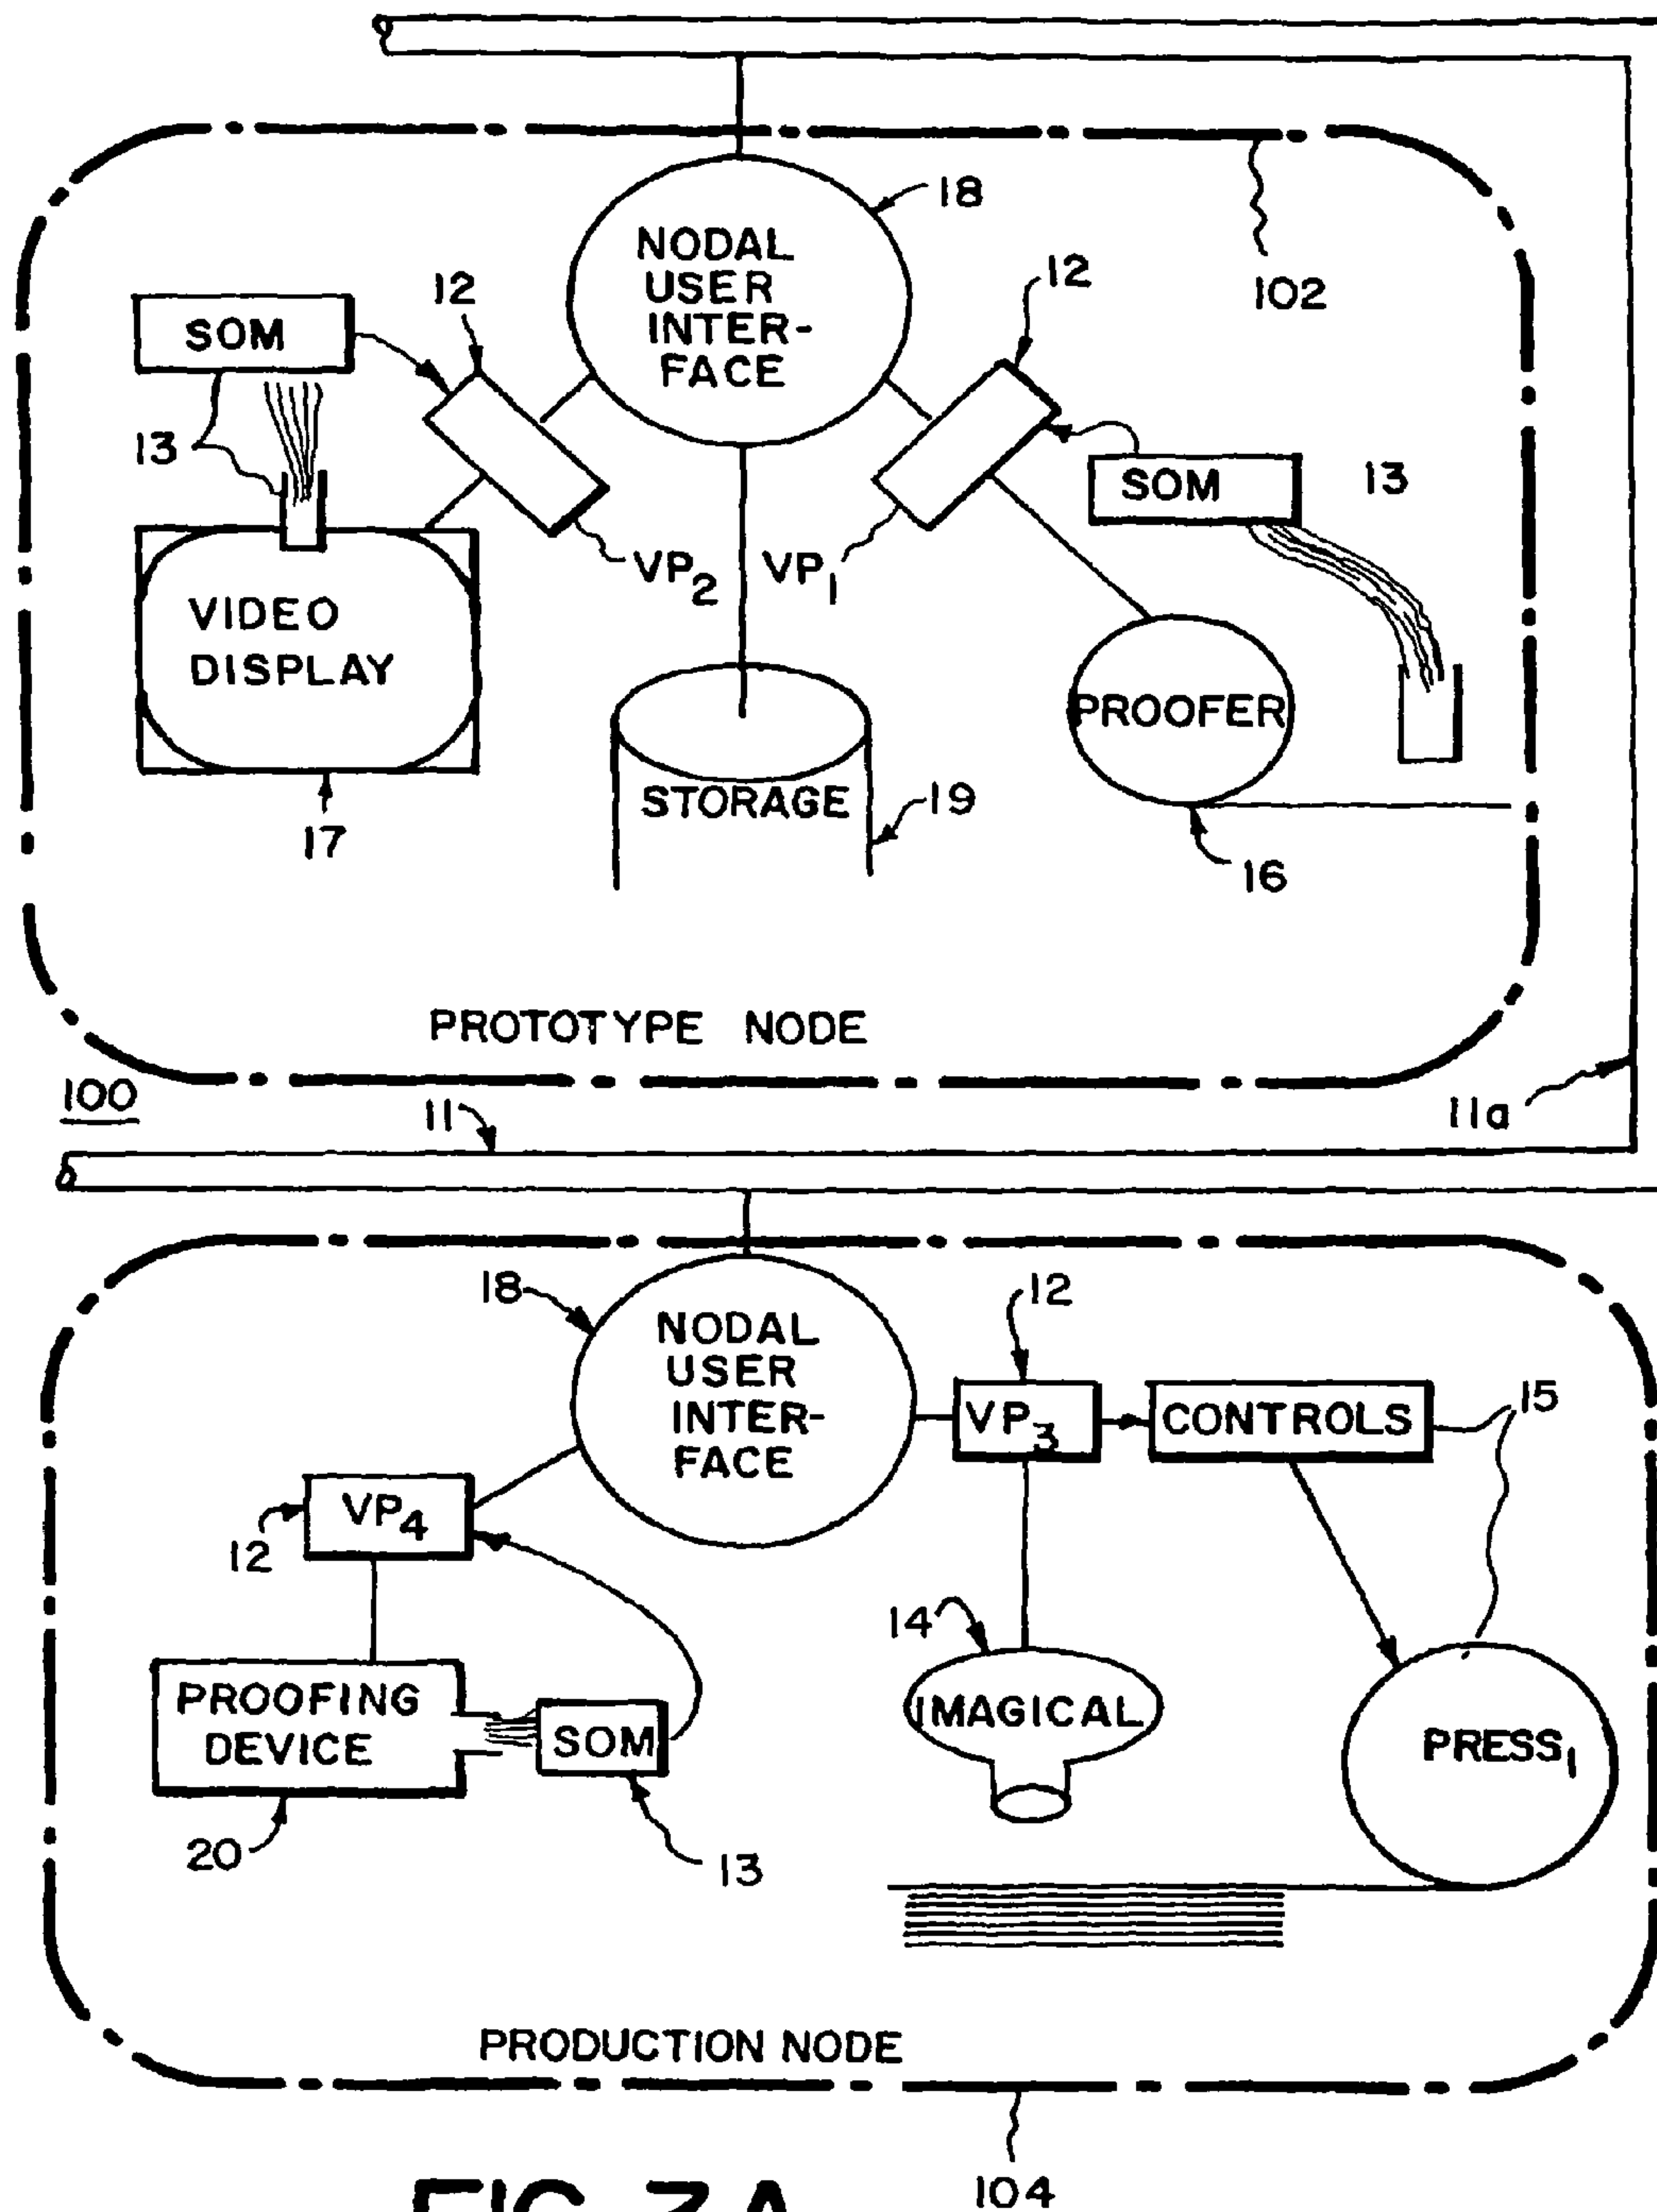 18
NODAL
USER
INTER-
FACE
12
12
102
SOM
13
SOM
13
VP2
VP1
VIDEO
DISPLAY
PROOFER
STORAGE
19
17
16
PROTOTYPE NODE
100
11
11a
18
NODAL
USER
INTER-
FACE
12
VP3
CONTROLS
15
VP4
12
14
IMAGICAL
PROOFING
DEVICE
SOM
PRESS1
20
13
PRODUCTION NODE
104
FIG. 3A